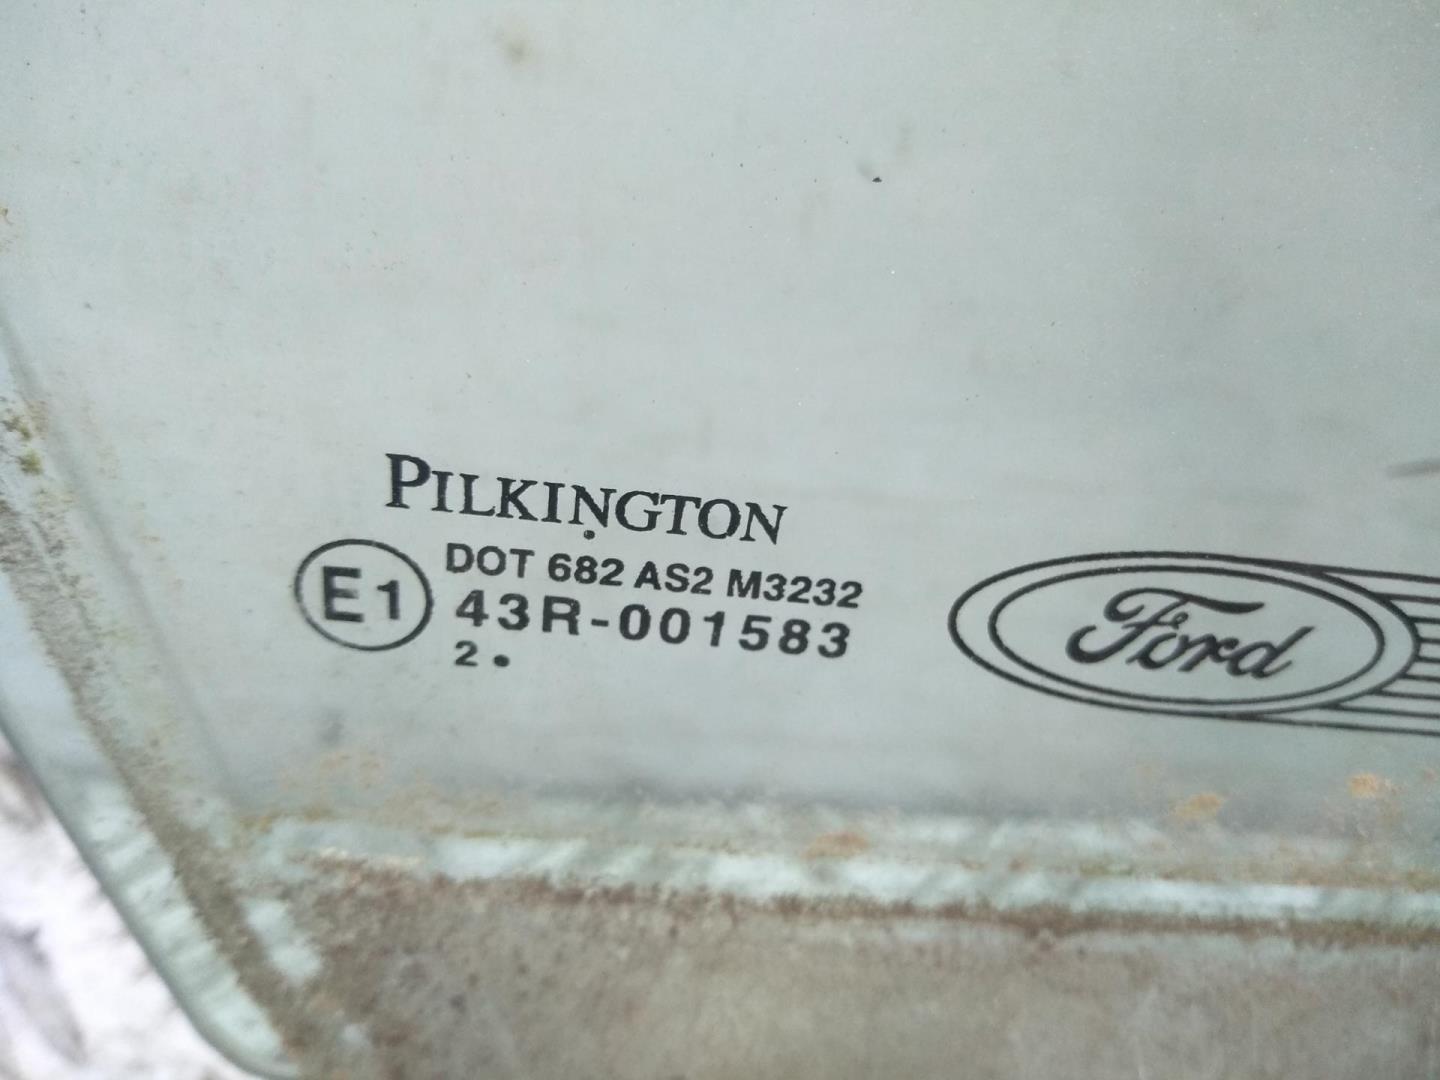 PILKINGTON
DOT 682 AS2 M3232
E1 43R-001583
2 •
Ford